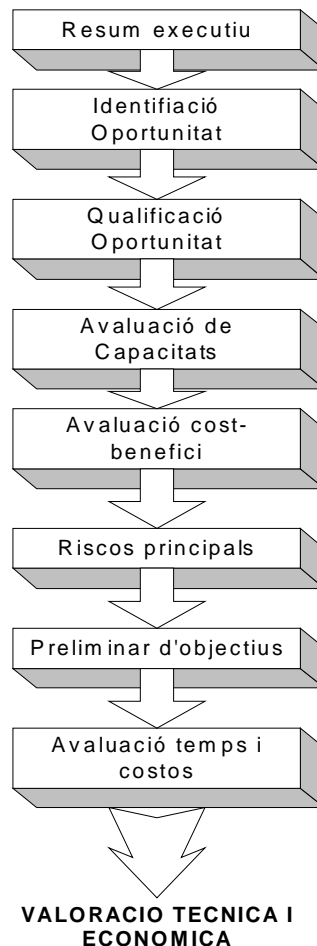 Resum executiu
Identifiació
Oportunitat
Qualificació
Oportunitat
Avaluació de
Capacitats
Avaluació cost-
benefici
Riscos principals
Preliminar d'objectius
Avaluació temps i
costos
VALORACIO TECNICA I
ECONOMICA